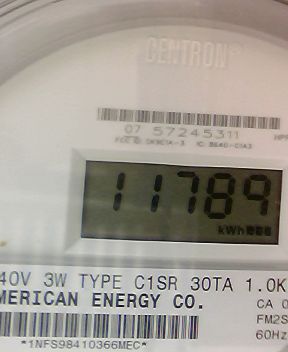 CENTRON®
07 57245311
11789
kWh
40V 3W TYPE C1SR 30TA 1.0K
MERICAN ENERGY CO.
CA 0
FM2S
60Hz
*1NFS98410366MEC*